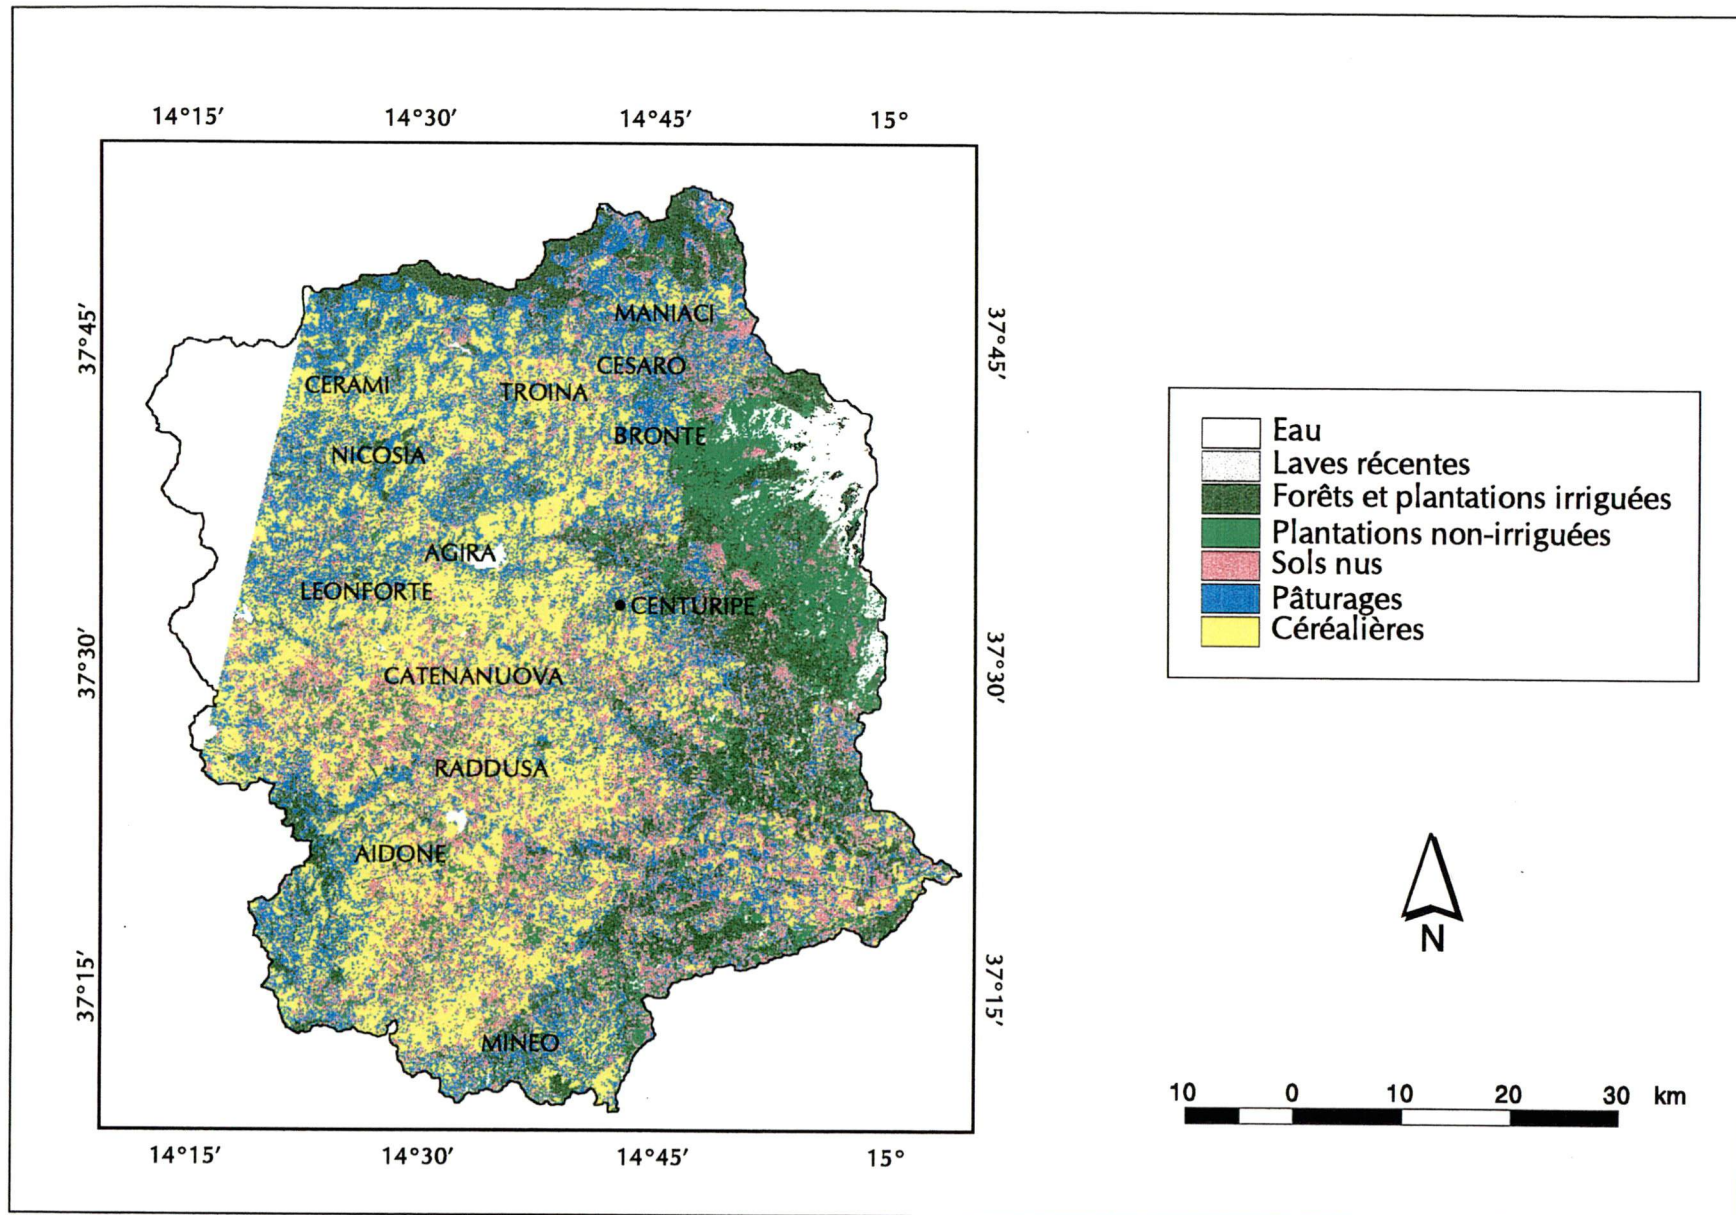 14°15′ 14°30′ 14°45′ 15°
37°45′
37°30′
37°15′
MANIACI
CESARO
CERAMI
TROINA
BRONTE
NICOSIA
AGIRA
LEONFORTE
CENTURIPE
CATENANUOVA
RADDUSA
AIDONE
MINEO
37°45′
37°30′
37°15′
14°15′ 14°30′ 14°45′ 15°
Eau
Laves récentes
Forêts et plantations irriguées
Plantations non-irriguées
Sols nus
Pâturages
Céréalières
N
10 0 10 20 30 km